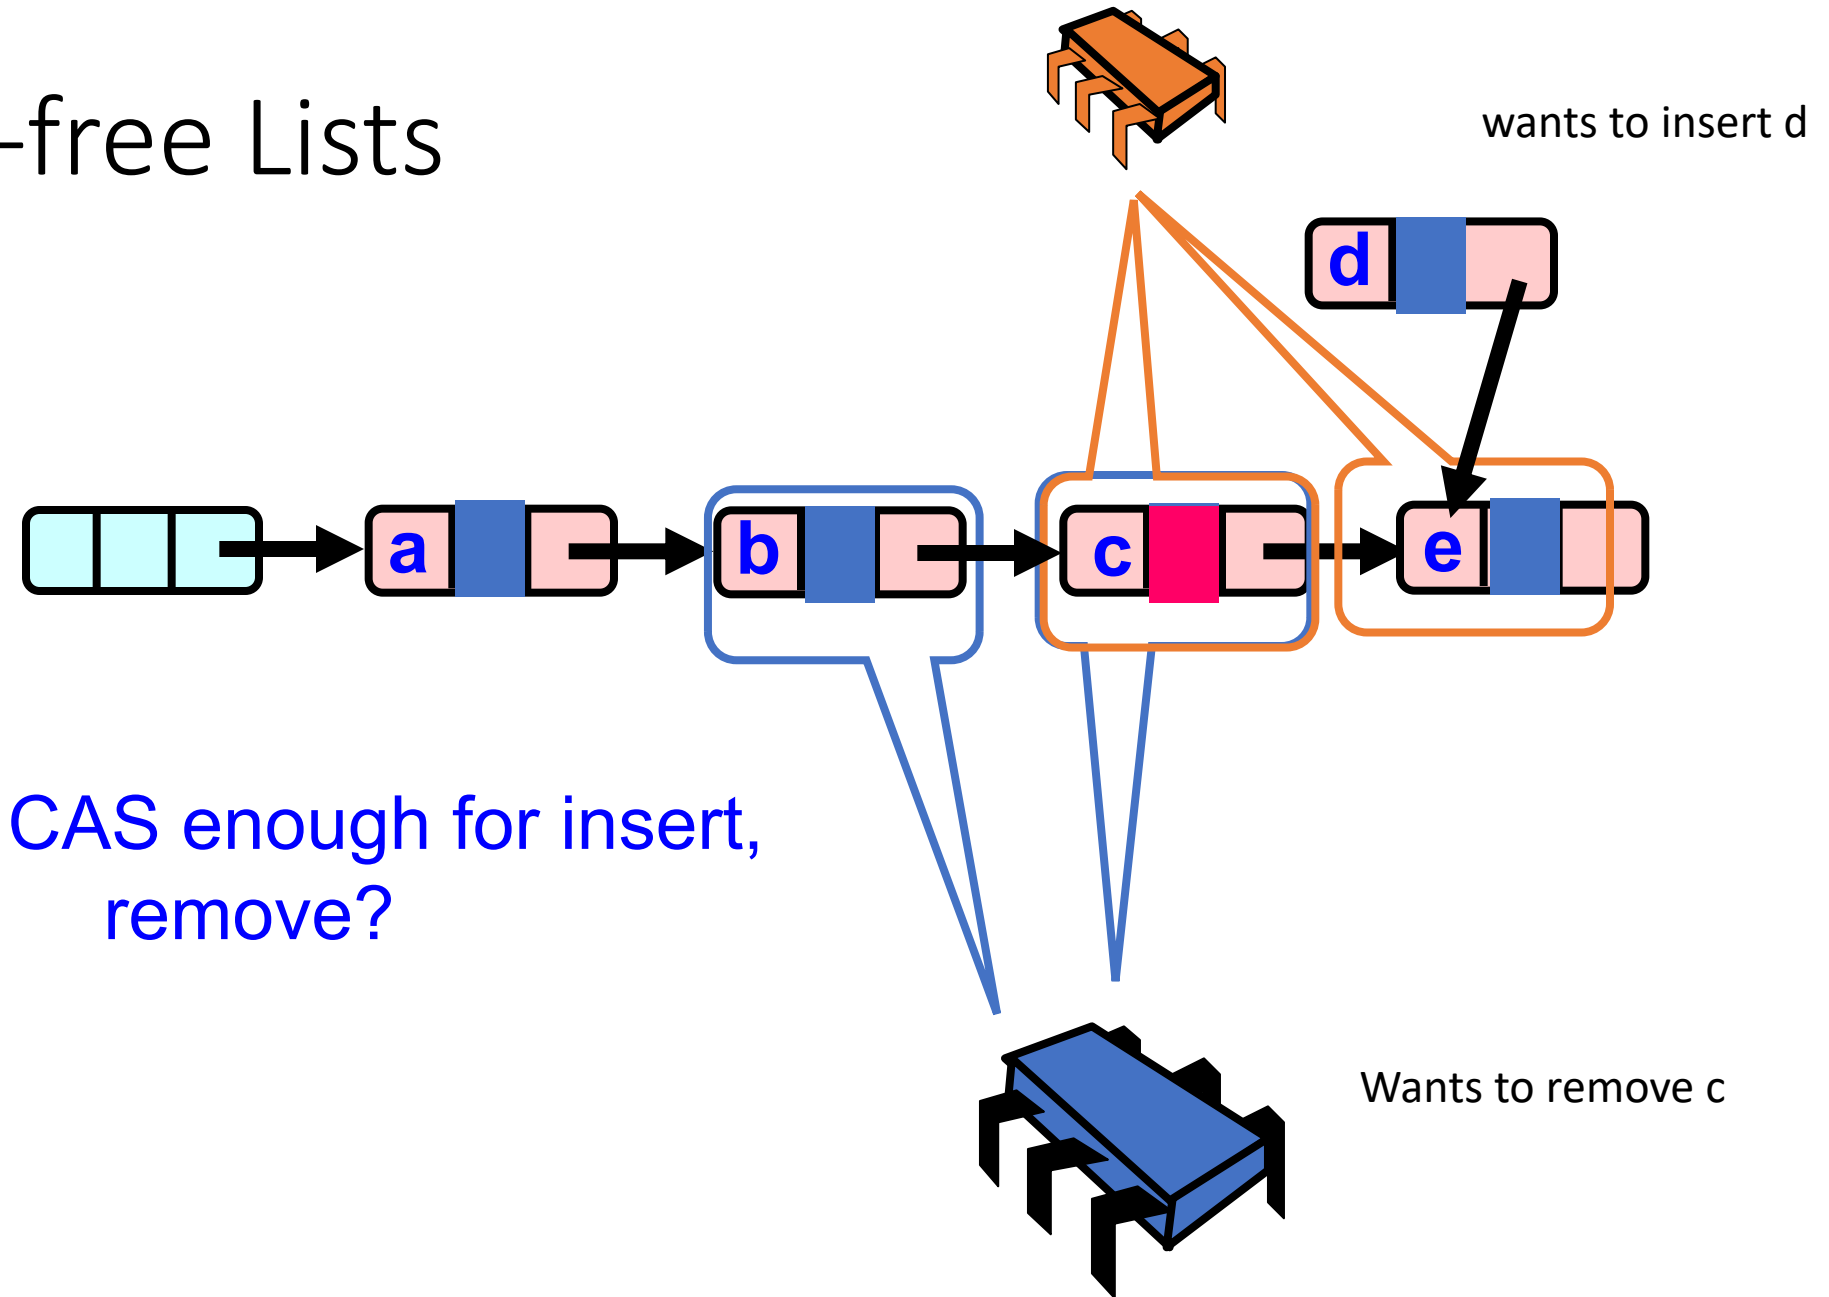 -free Lists
wants to insert d
d
a b c e
CAS enough for insert,
remove?
Wants to remove c